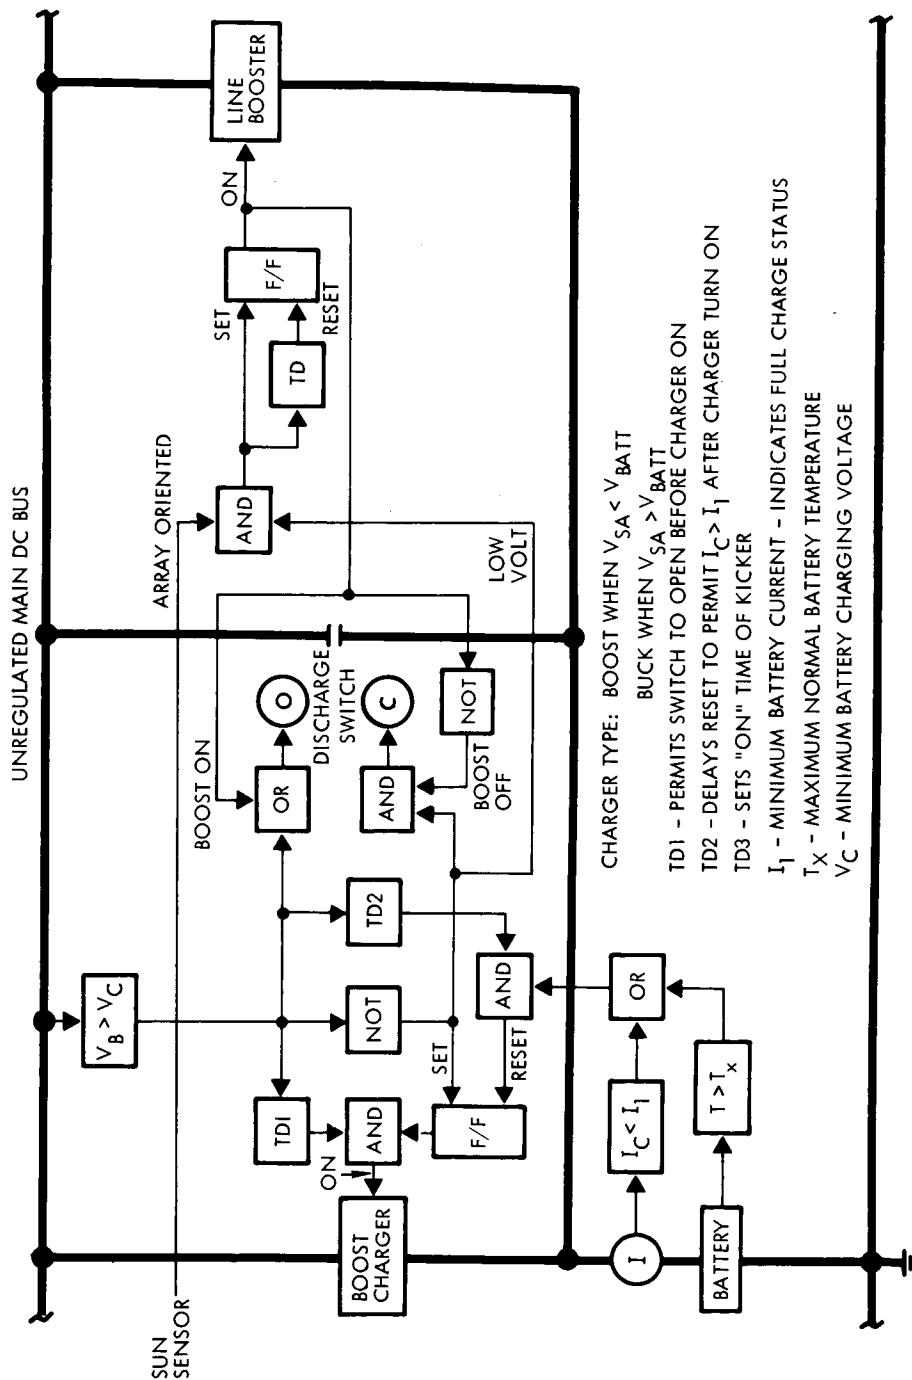 UNREGULATED MAIN DC BUS
SUN
SENSOR
ARRAY ORIENTED
BOOST ON
V_B > V_C
TD1
AND
ON
BOOST
CHARGER
NOT
TD2
OR
O
DISCHARGE
SWITCH
C
AND
NOT
BOOST
OFF
SET
RESET
F/F
AND
LOW
VOLT
AND
SET
TD
RESET
F/F
ON
LINE
BOOSTER
I
I_C < I_1
OR
BATTERY
T > T_x
CHARGER TYPE: BOOST WHEN V_SA < V_BATT
BUCK WHEN V_SA > V_BATT
TD1 - PERMITS SWITCH TO OPEN BEFORE CHARGER ON
TD2 - DELAYS RESET TO PERMIT I_C > I_1 AFTER CHARGER TURN ON
TD3 - SETS "ON" TIME OF KICKER
I_1 - MINIMUM BATTERY CURRENT - INDICATES FULL CHARGE STATUS
T_X - MAXIMUM NORMAL BATTERY TEMPERATURE
V_C - MINIMUM BATTERY CHARGING VOLTAGE